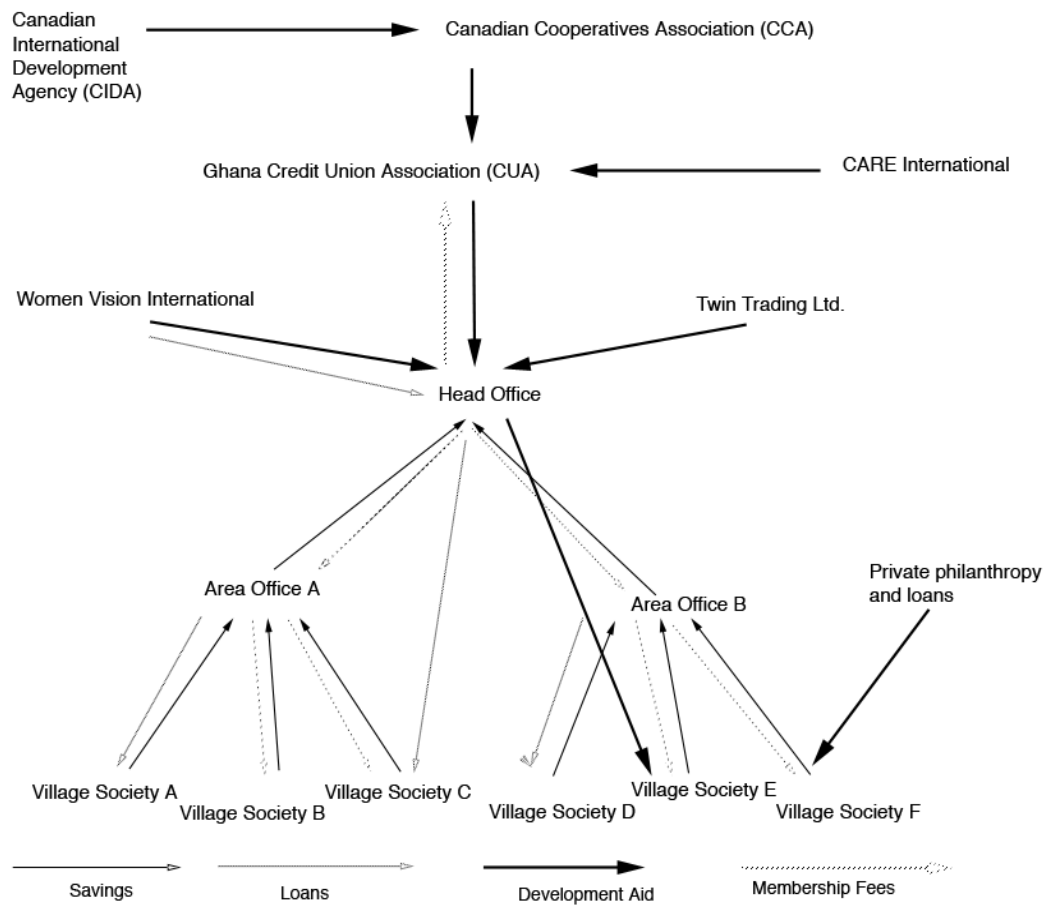 Canadian
International
Development
Agency (CIDA)
Canadian Cooperatives Association (CCA)
Ghana Credit Union Association (CUA)
CARE International
Women Vision International
Twin Trading Ltd.
Head Office
Area Office A
Area Office B
Private philanthropy
and loans
Village Society A
Village Society B
Village Society C
Village Society D
Village Society E
Village Society F
Savings
Loans
Development Aid
Membership Fees